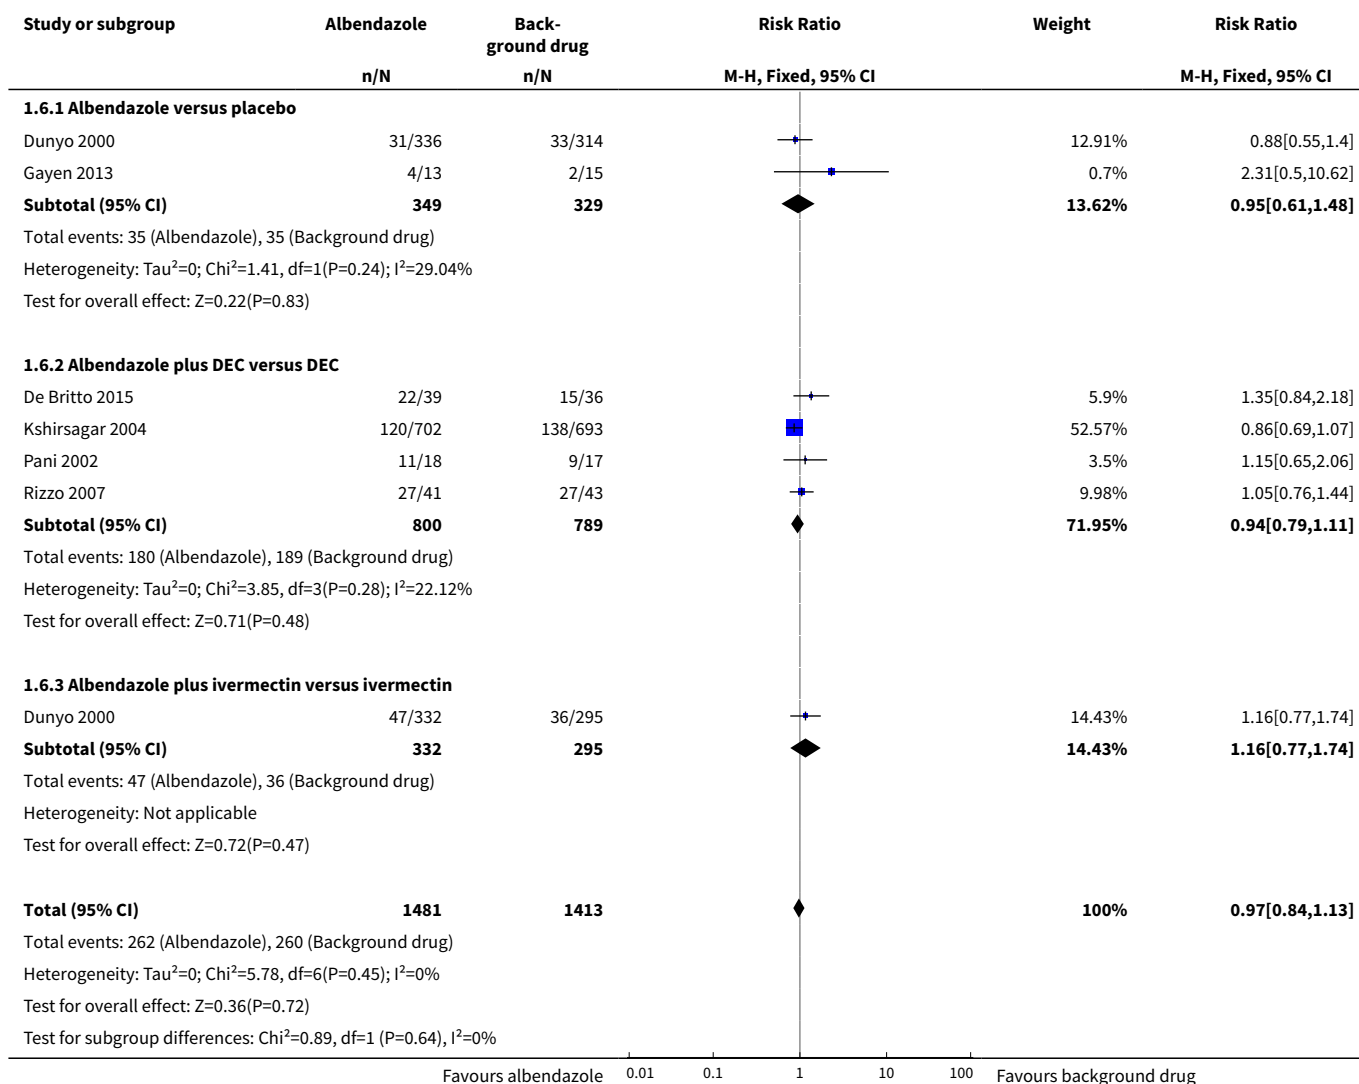 Study or subgroup Albendazole Back-ground drug Risk Ratio Weight Risk Ratio
n/N n/N M-H, Fixed, 95% CI M-H, Fixed, 95% CI
1.6.1 Albendazole versus placebo
Dunyo 2000 31/336 33/314 12.91% 0.88[0.55,1.4]
Gayen 2013 4/13 2/15 0.7% 2.31[0.5,10.62]
Subtotal (95% CI) 349 329 13.62% 0.95[0.61,1.48]
Total events: 35 (Albendazole), 35 (Background drug)
Heterogeneity: Tau²=0; Chi²=1.41, df=1(P=0.24); I²=29.04%
Test for overall effect: Z=0.22(P=0.83)
1.6.2 Albendazole plus DEC versus DEC
De Britto 2015 22/39 15/36 5.9% 1.35[0.84,2.18]
Kshirsagar 2004 120/702 138/693 52.57% 0.86[0.69,1.07]
Pani 2002 11/18 9/17 3.5% 1.15[0.65,2.06]
Rizzo 2007 27/41 27/43 9.98% 1.05[0.76,1.44]
Subtotal (95% CI) 800 789 71.95% 0.94[0.79,1.11]
Total events: 180 (Albendazole), 189 (Background drug)
Heterogeneity: Tau²=0; Chi²=3.85, df=3(P=0.28); I²=22.12%
Test for overall effect: Z=0.71(P=0.48)
1.6.3 Albendazole plus ivermectin versus ivermectin
Dunyo 2000 47/332 36/295 14.43% 1.16[0.77,1.74]
Subtotal (95% CI) 332 295 14.43% 1.16[0.77,1.74]
Total events: 47 (Albendazole), 36 (Background drug)
Heterogeneity: Not applicable
Test for overall effect: Z=0.72(P=0.47)
Total (95% CI) 1481 1413 100% 0.97[0.84,1.13]
Total events: 262 (Albendazole), 260 (Background drug)
Heterogeneity: Tau²=0; Chi²=5.78, df=6(P=0.45); I²=0%
Test for overall effect: Z=0.36(P=0.72)
Test for subgroup differences: Chi²=0.89, df=1 (P=0.64), I²=0%
Favours albendazole 0.01 0.1 1 10 100 Favours background drug